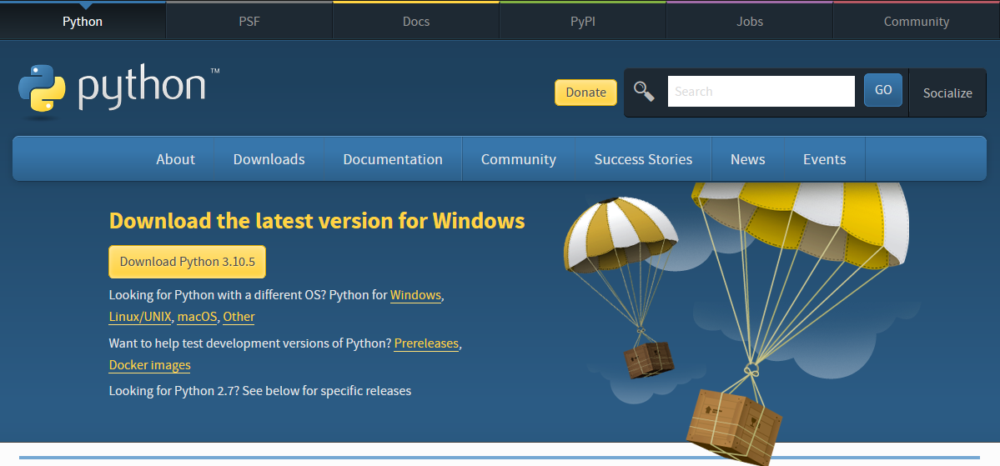 Python PSF Docs PyPI Jobs Community
python™
Donate Search GO Socialize
About Downloads Documentation Community Success Stories News Events
Download the latest version for Windows
Download Python 3.10.5
Looking for Python with a different OS? Python for Windows,
Linux/UNIX, macOS, Other
Want to help test development versions of Python? Prereleases,
Docker images
Looking for Python 2.7? See below for specific releases